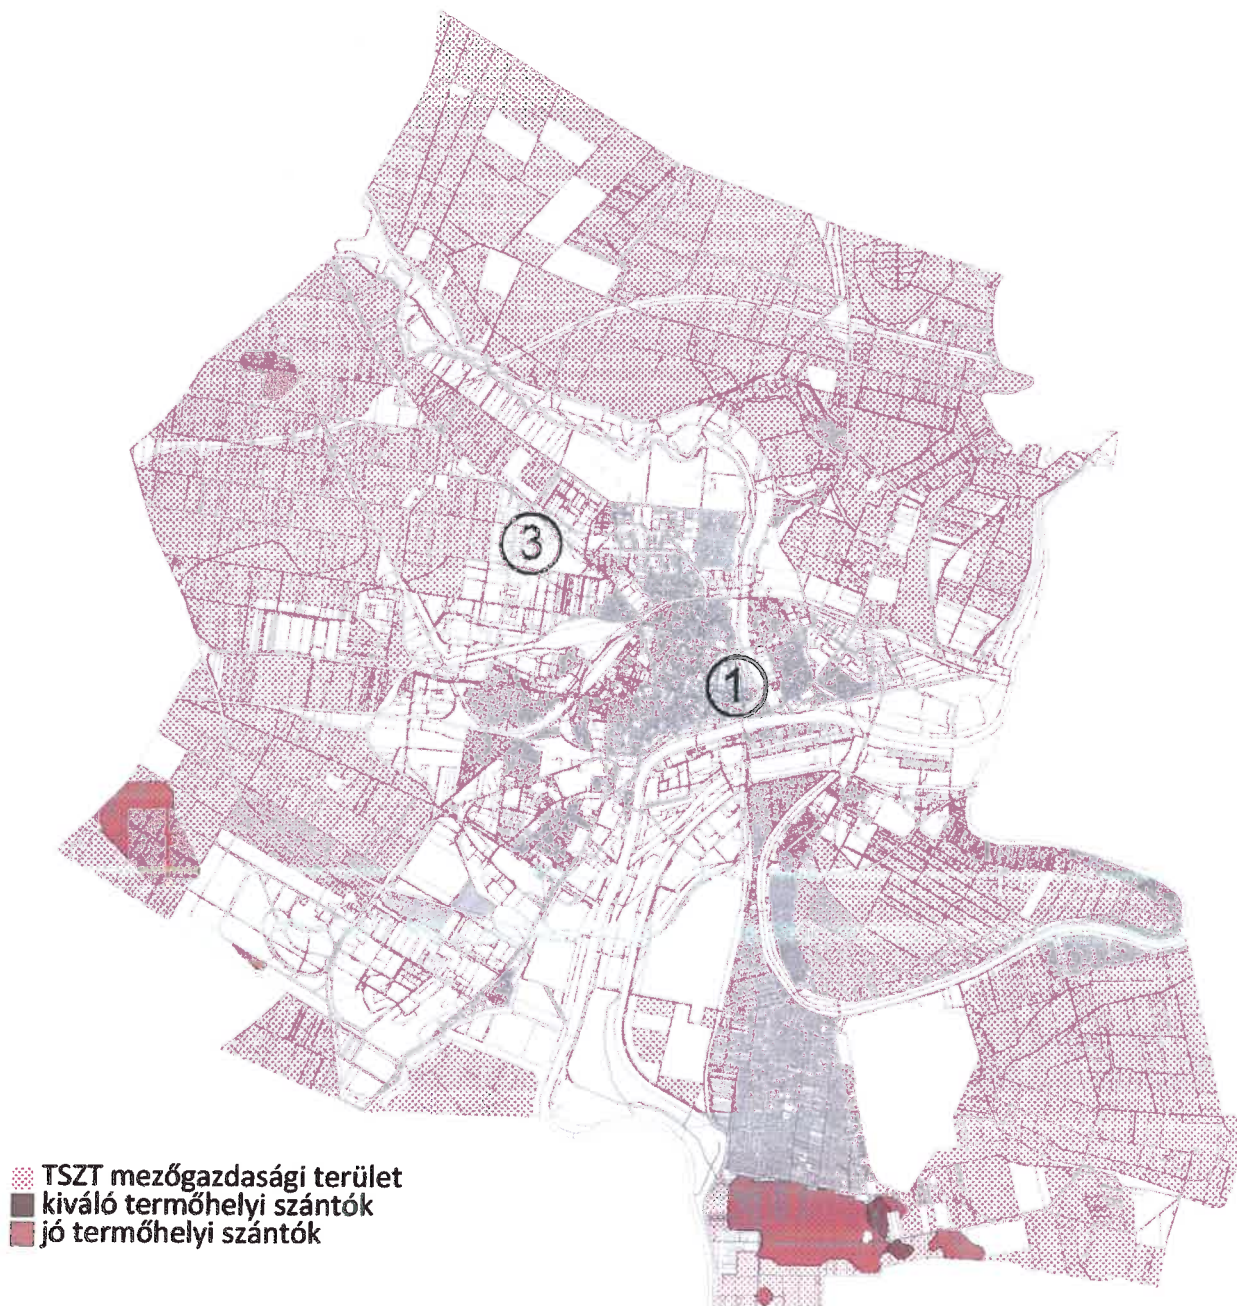 3
1
TSZT mezőgazdasági terület
kiváló termőhelyi szántók
jó termőhelyi szántók